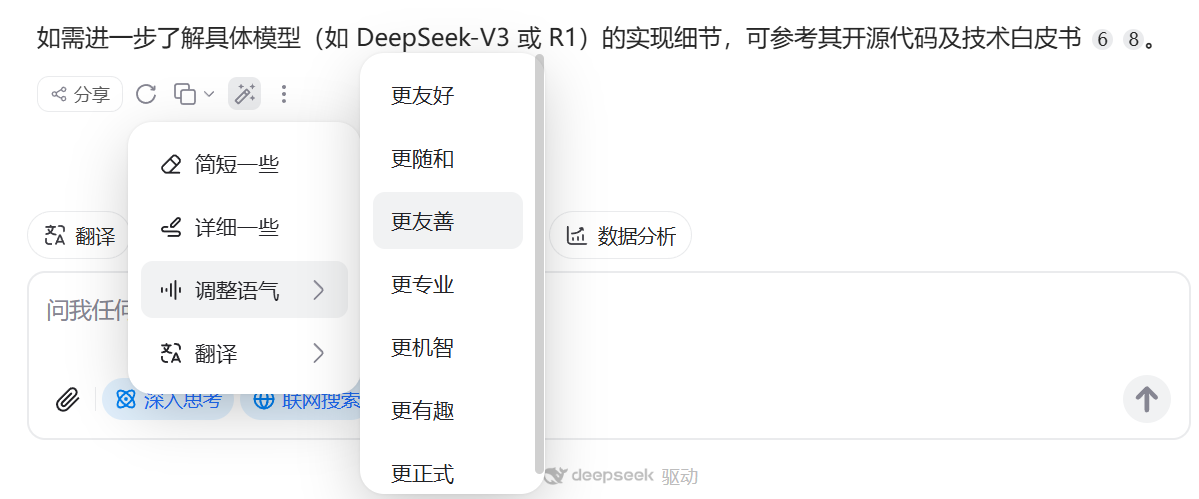 如需进一步了解具体模型（如 DeepSeek-V3 或 R1）的实现细节，可参考其开源代码及技术白皮书 6 8 。
分享
简短一些
详细一些
调整语气
翻译
更友好
更随和
更友善
更专业
更机智
更有趣
更正式
翻译
数据分析
问我任何
深入思考
联网搜索
deepseek 驱动